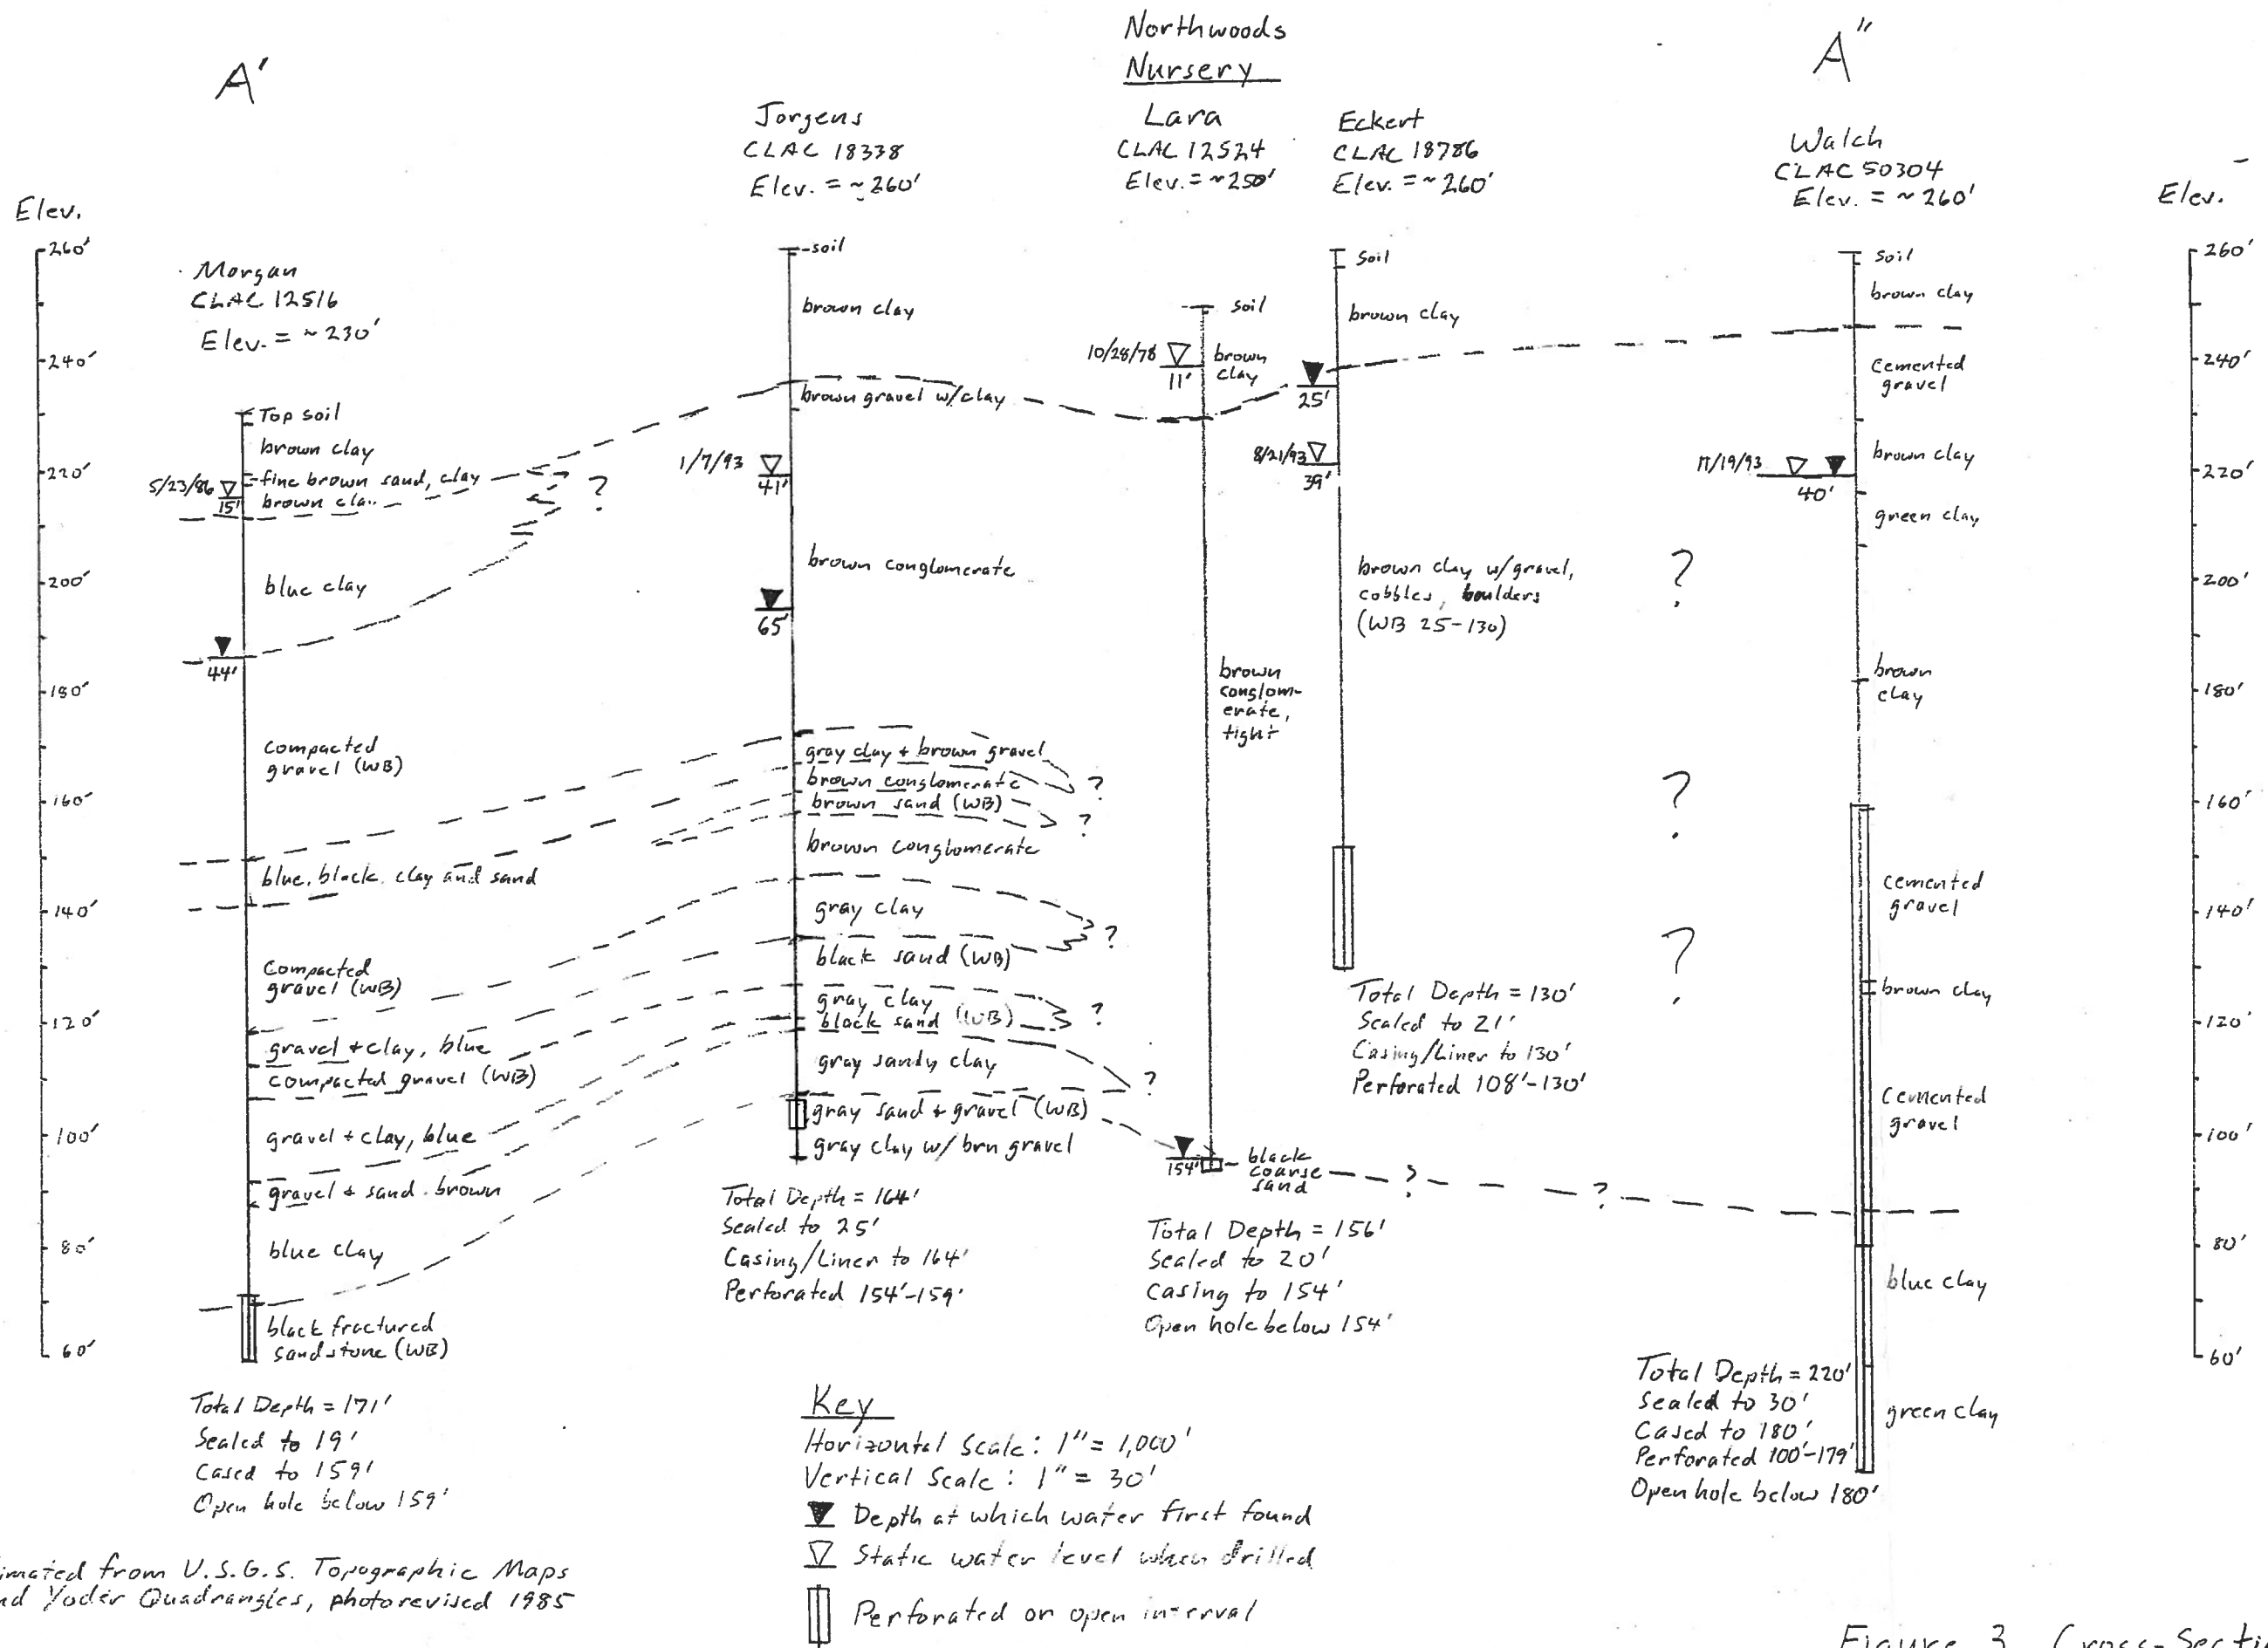 A'
Northwoods
Nursery
A"
Jorgens
CLAC 18338
Elev. = ~260'
Lara
CLAC 12524
Elev. = ~250'
Eckert
CLAC 18786
Elev. = ~260'
Walch
CLAC 50304
Elev. = ~260'
Elev.
260'
240'
220'
200'
180'
160'
140'
120'
100'
80'
60'
Morgan
CLAC 12516
Elev. = ~230'
Top soil
brown clay
fine brown sand, clay
5/23/86
15'
brown
blue clay
44'
Compacted
gravel (WB)
blue, black, clay and sand
Compacted
gravel (WB)
gravel + clay, blue
compacted gravel (WB)
gravel + clay, blue
gravel + sand - brown
blue clay
black fractured
sandstone (WB)
Total Depth = 171'
Sealed to 19'
Cased to 159'
Open hole below 159'
?
soil
brown clay
brown gravel w/clay
1/7/93
41'
brown conglomerate
65'
gray clay + brown gravel
brown conglomerate
?
brown sand (WB)
?
brown conglomerate
gray clay
?
black sand (WB)
gray clay
?
black sand (WB)
gray sandy clay
?
gray sand + gravel (WB)
gray clay w/ brn gravel
Total Depth = 164'
Sealed to 25'
Casing/Liner to 164'
Perforated 154'-159'
soil
10/28/78
11'
brown
clay
brown
conglom-
erate,
tight
154'
black
coarse
sand
?
?
Total Depth = 156'
Sealed to 20'
Casing to 154'
Open hole below 154'
Soil
brown clay
25'
8/21/93
39'
brown clay w/gravel,
cobbles, boulders
(WB 25-130)
Total Depth = 130'
Sealed to 21'
Casing/Liner to 130'
Perforated 108'-130'
?
?
?
Soil
brown clay
Cemented
gravel
brown clay
/19/93
40'
green clay
brown
clay
cemented
gravel
brown clay
cemented
gravel
blue clay
green clay
Total Depth = 220'
Sealed to 30'
Cased to 180'
Perforated 100'-179'
Open hole below 180'
Elev.
260'
240'
220'
200'
180'
160'
140'
120'
100'
80'
60'
Key
Horizontal Scale: 1" = 1,000'
Vertical Scale: 1" = 30'
Depth at which water first found
Static water level when drilled
Perforated or open interval
imated from U.S.G.S. Topographic Maps
nd Yoder Quadrangles, photorevised 1985
Figure 3. Cross-Secti